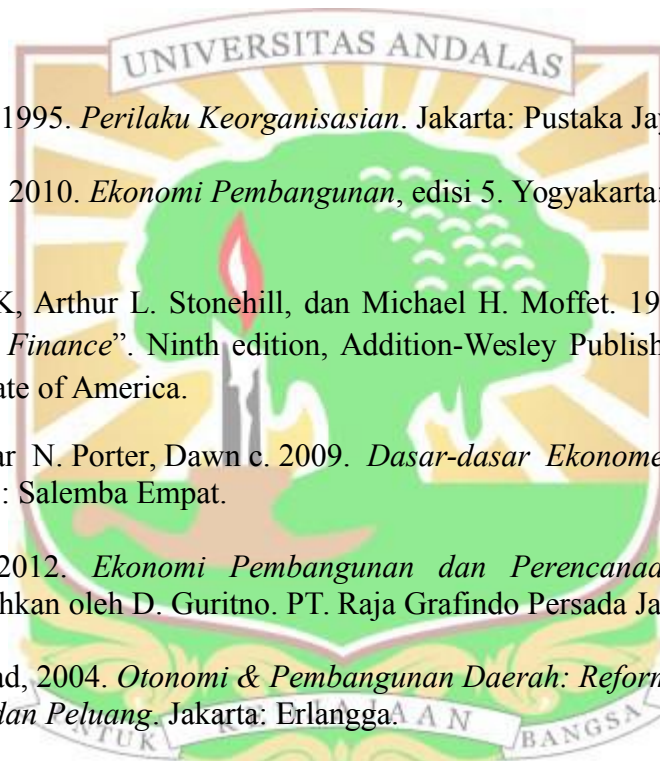 UNIVERSITAS ANDALAS
1995. Perilaku Keorganisasian. Jakarta: Pustaka Jay
2010. Ekonomi Pembangunan, edisi 5. Yogyakarta:
K, Arthur L. Stonehill, dan Michael H. Moffet. 19
Finance”. Ninth edition, Addition-Wesley Publish
ate of America.
ar N. Porter, Dawn c. 2009. Dasar-dasar Ekonome
: Salemba Empat.
2012. Ekonomi Pembangunan dan Perencanaa
hkan oleh D. Guritno. PT. Raja Grafindo Persada Ja
ad, 2004. Otonomi & Pembangunan Daerah: Reform
dan Peluang. Jakarta: Erlangga.
UNTUK K JAAN BANGSA